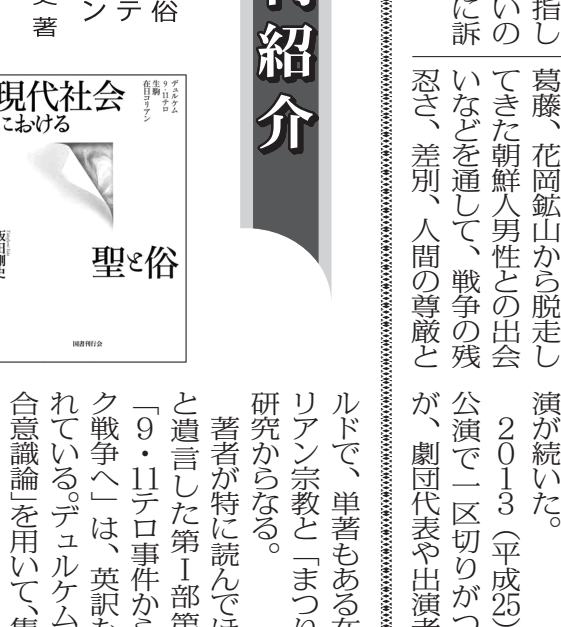 指し
いの
に訴
葛藤、花岡鉱山から脱走し
てきた朝鮮人男性との出会
いなどを通して、戦争の残
忍さ、差別、人間の尊厳と
演が続いた。
２０１３（平成25）
公演で一区切りがつ
が、劇団代表や出演者
紹介
俗
テ
ン
著
デュルケム
9・11テロ
生駒
在日コリアン
現代社会
における
聖と俗
国書刊行会
ルドで、単著もある在
リアン宗教と「まつり
研究からなる。
著者が特に読んでほ
と遺言した第Ⅰ部第
「９・11テロ事件から
ク戦争へ」は、英訳
れている。デュルケム
合意識論」を用いて、集